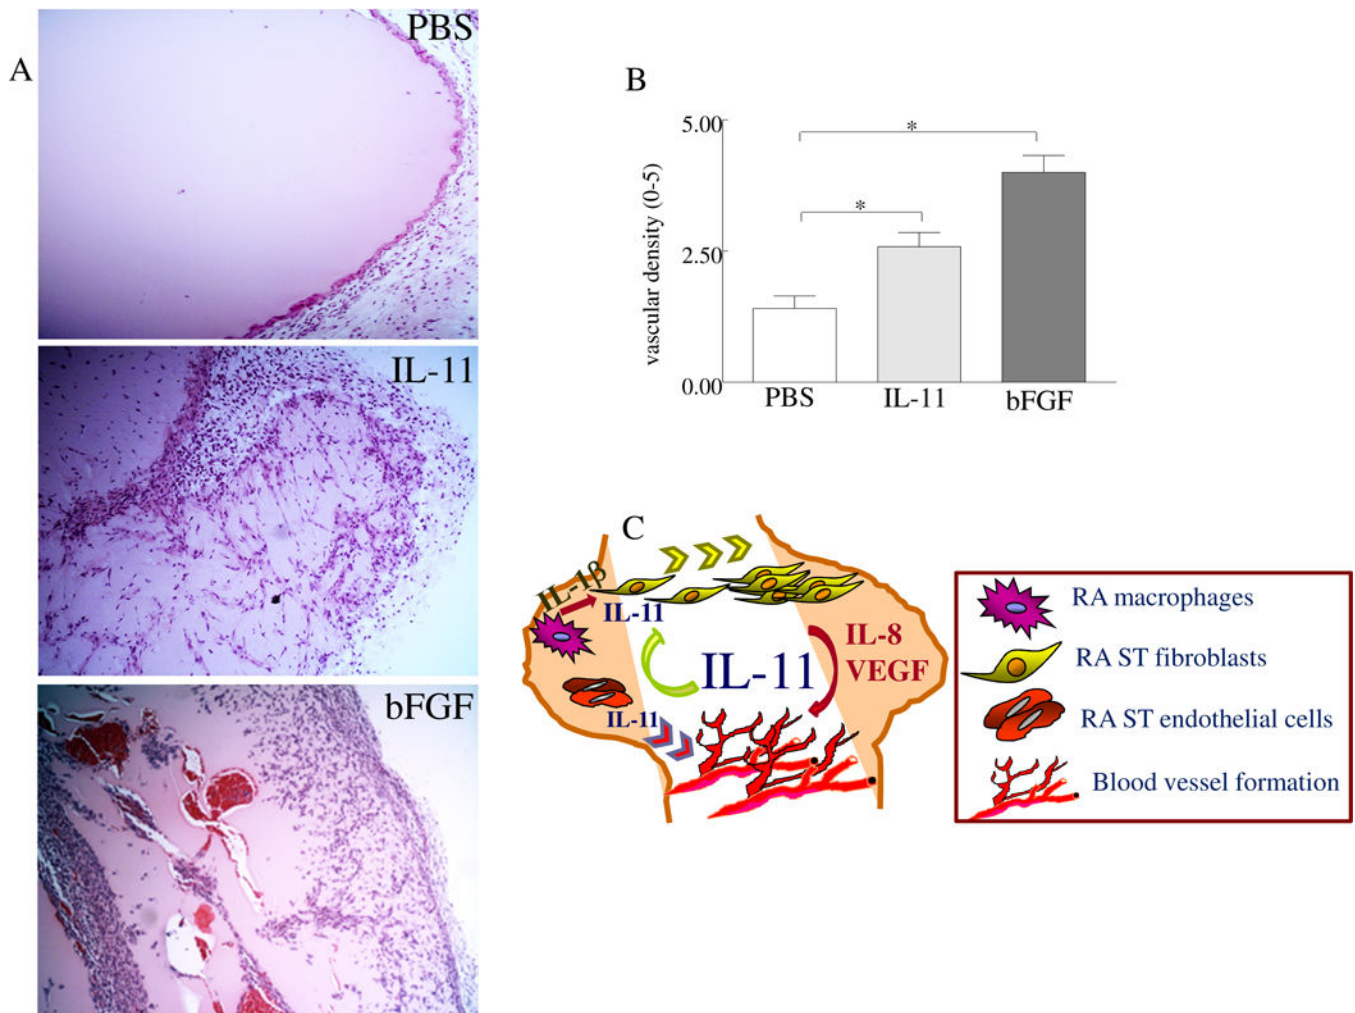 A
PBS
IL-11
bFGF
B
vascular density (0-5)
5.00
2.50
0.00
*
*
PBS
IL-11
bFGF
C
IL-1β
IL-11
IL-11
IL-8
VEGF
IL-11
RA macrophages
RA ST fibroblasts
RA ST endothelial cells
Blood vessel formation